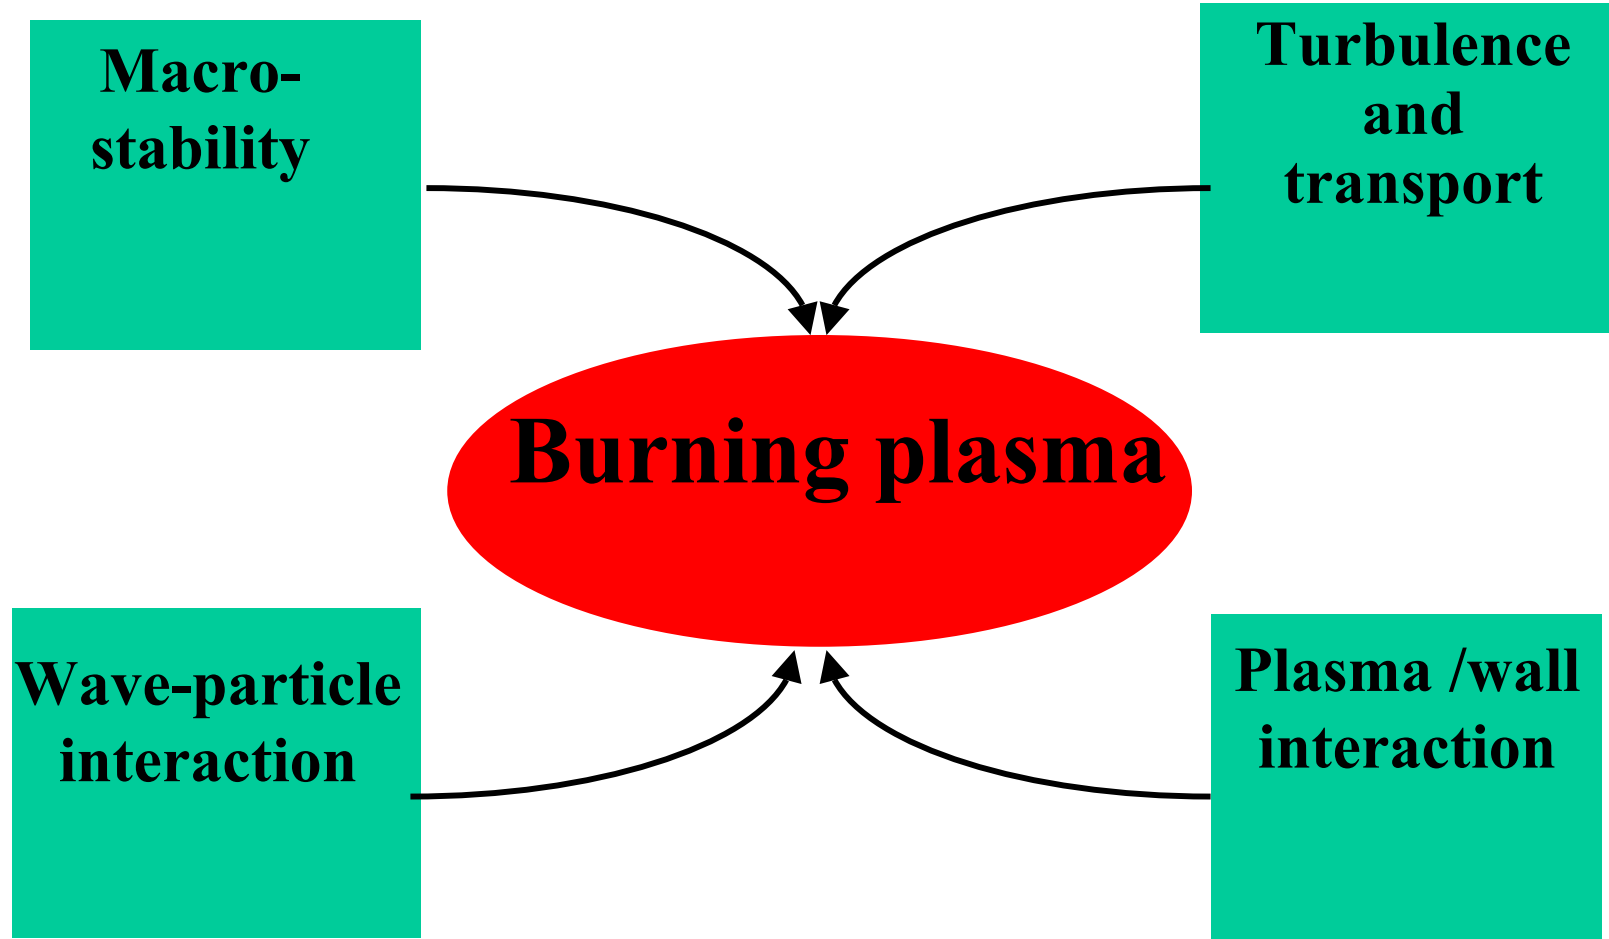 Macro-
stability
Turbulence
and
transport
Burning plasma
Wave-particle
interaction
Plasma /wall
interaction